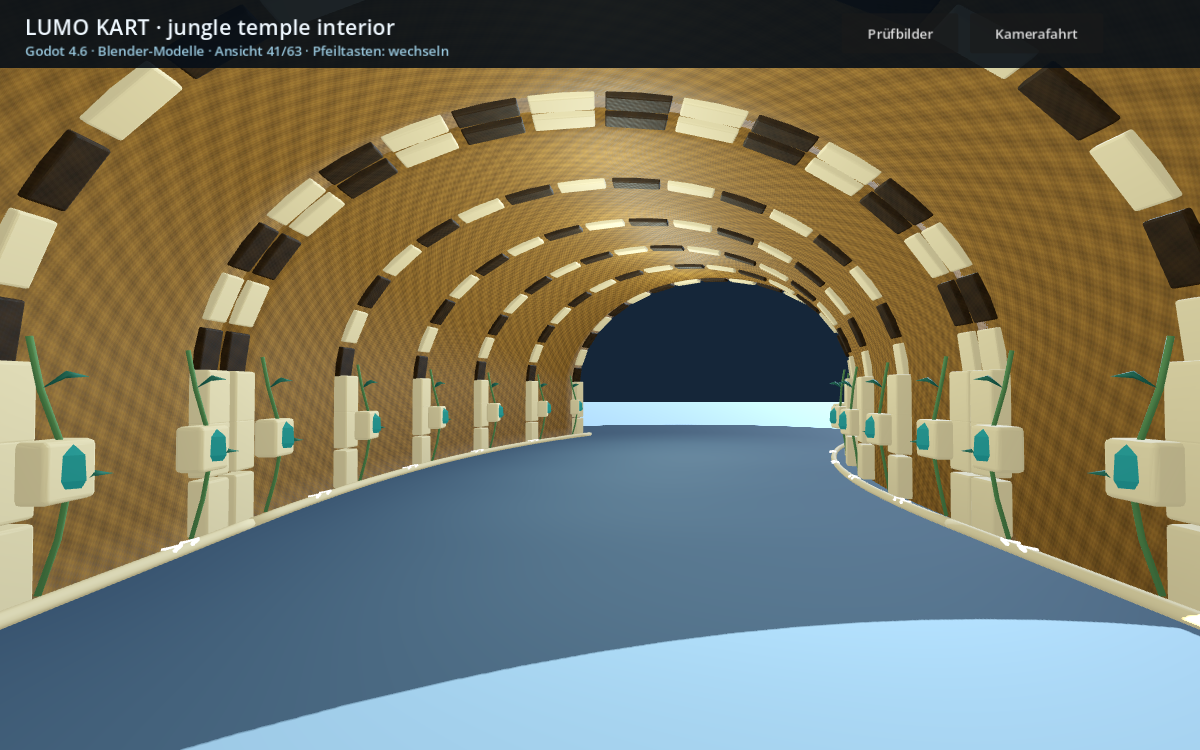 LUMO KART · jungle temple interior
Godot 4.6 · Blender-Modelle · Ansicht 41/63 · Pfeiltasten: wechseln
Prüfbilder
Kamerafahrt